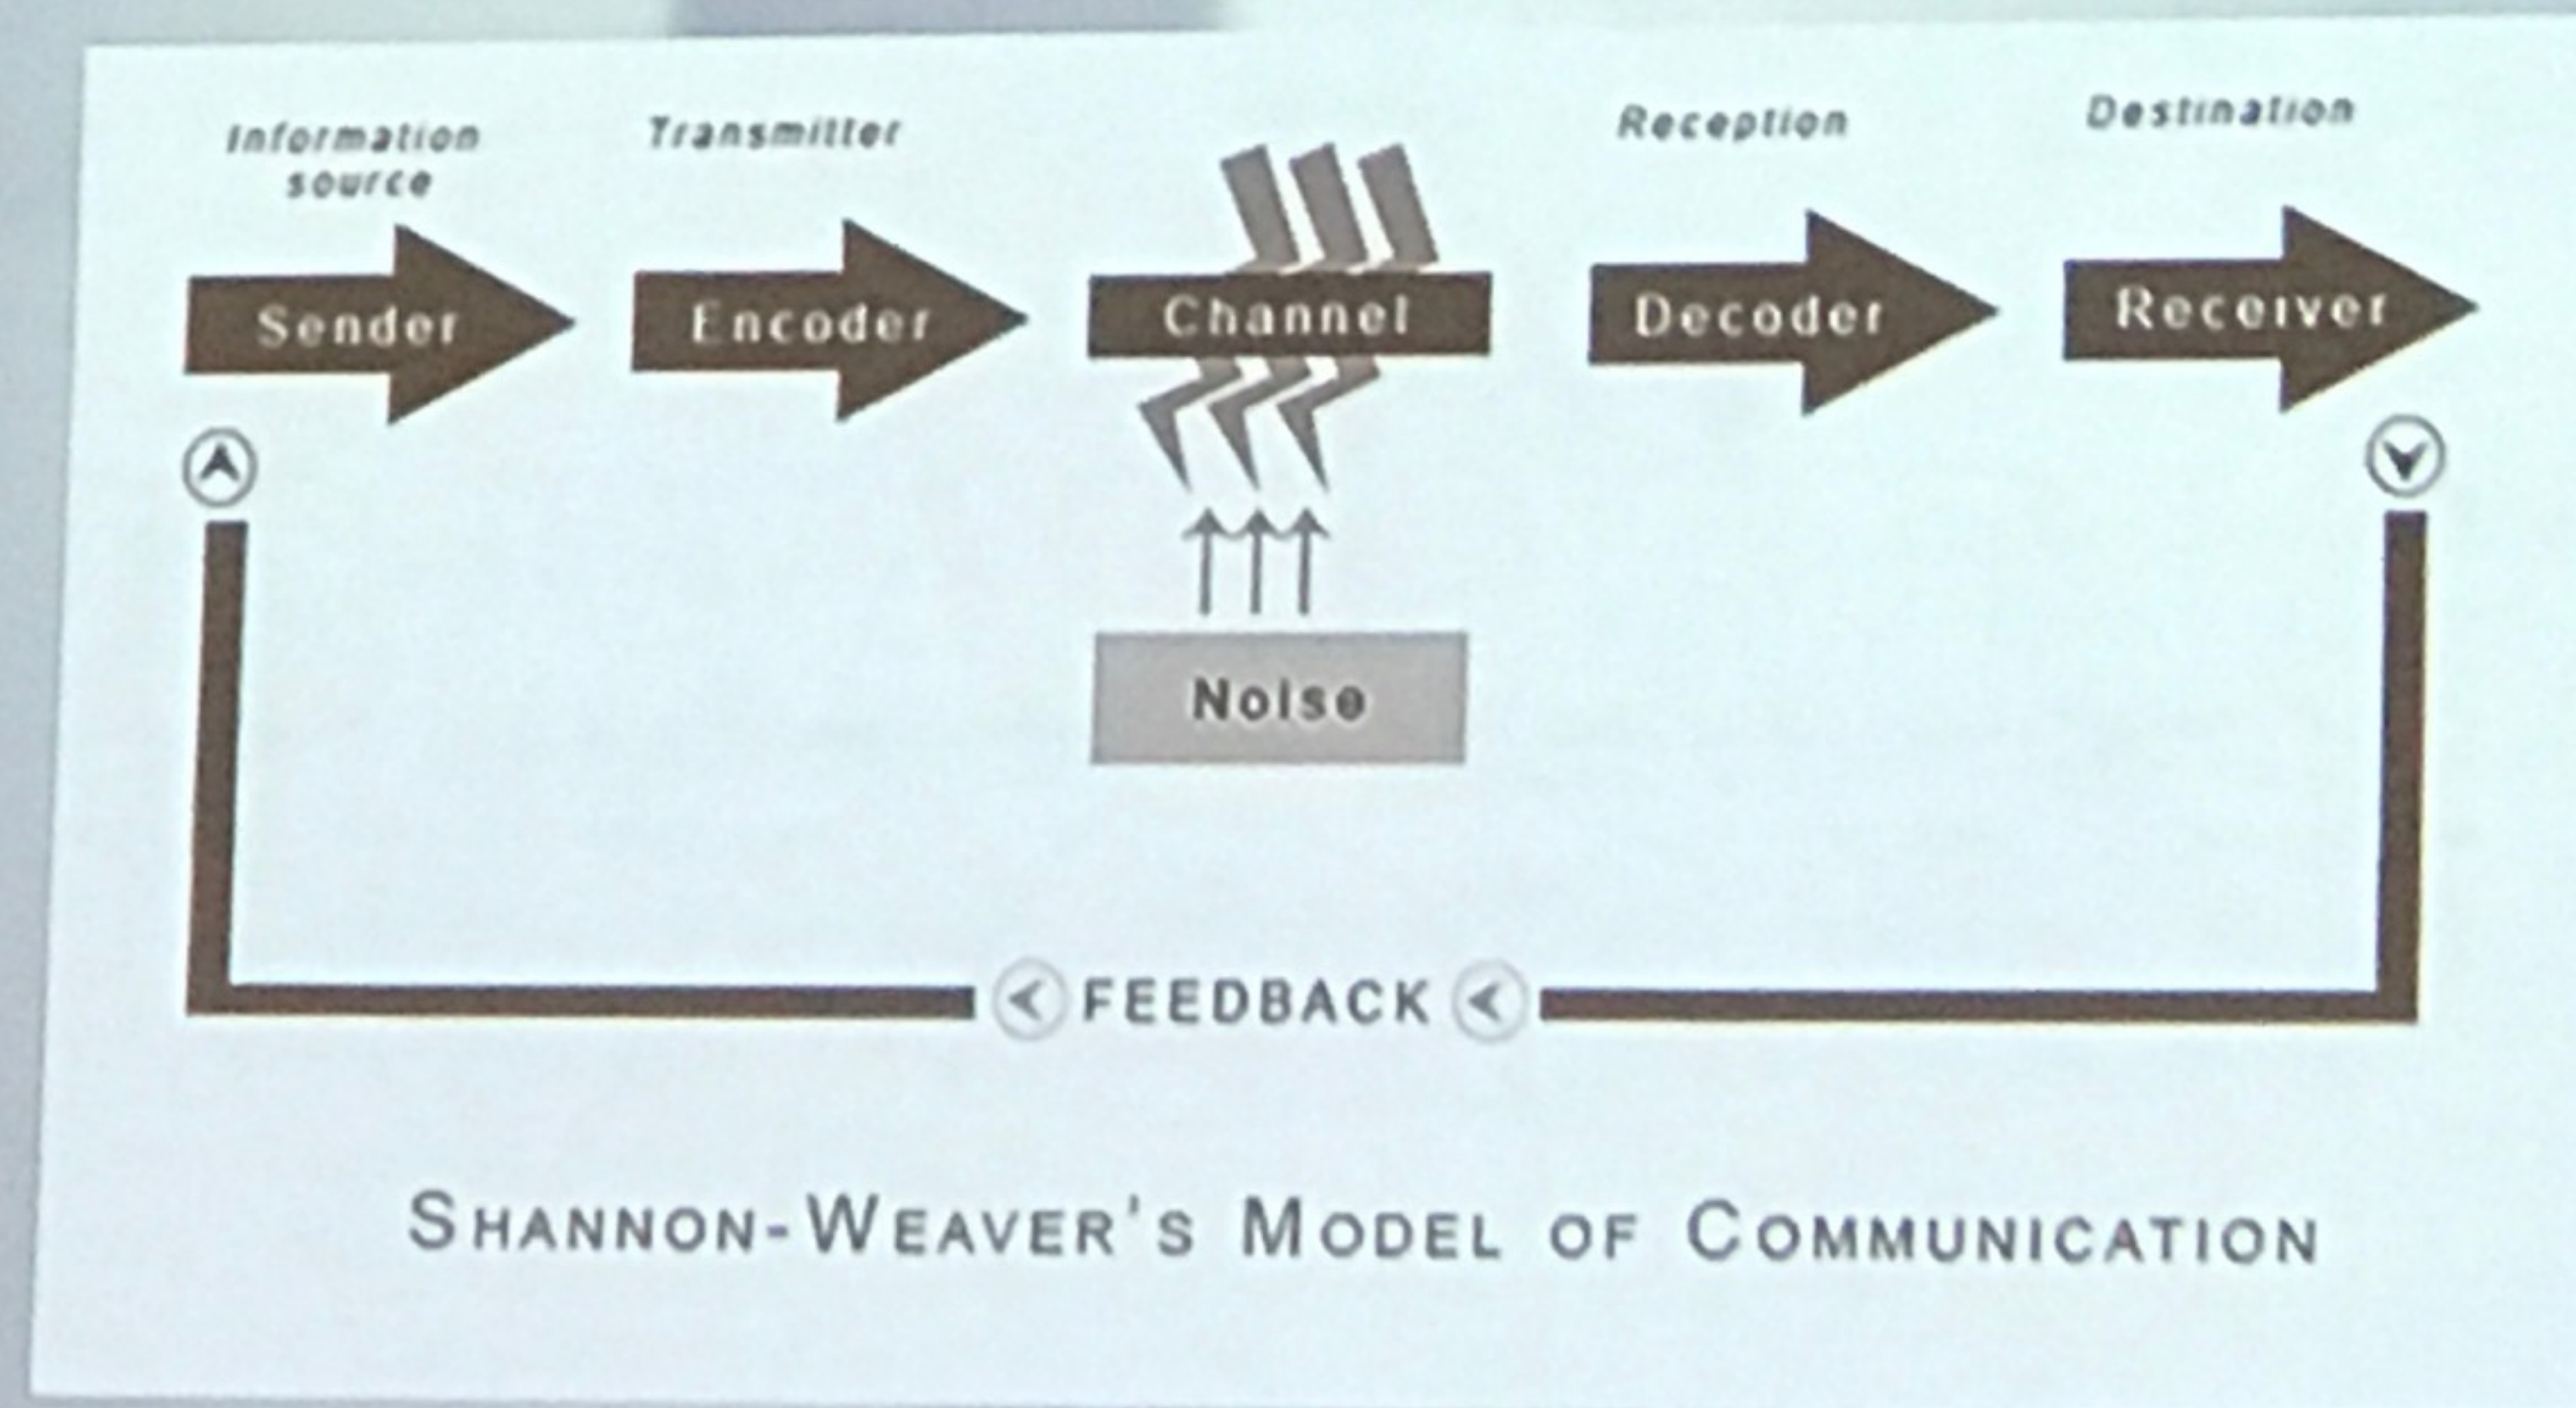 Information
source
Transmitter
Reception
Destination
Sender
Encoder
Channel
Decoder
Receiver
Noise
FEEDBACK
SHANNON-WEAVER'S MODEL OF COMMUNICATION